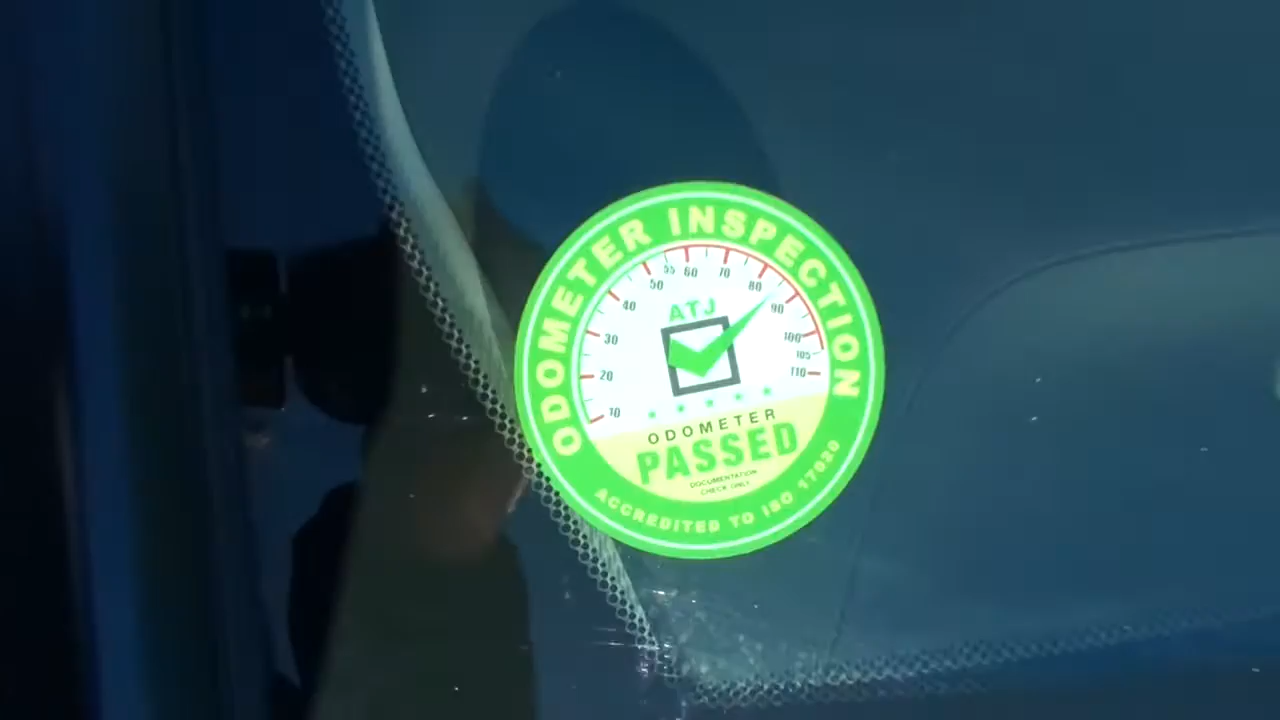 ODOMETER INSPECTION
10
20
30
40
50
55
60
70
80
90
100
105
110
ATJ
ODOMETER
PASSED
DOCUMENTATION
CHECK ONLY
ACCREDITED TO ISO 17020